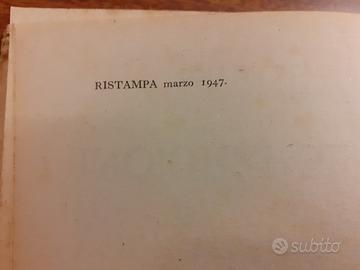 RISTAMPA marzo 1947.
subito